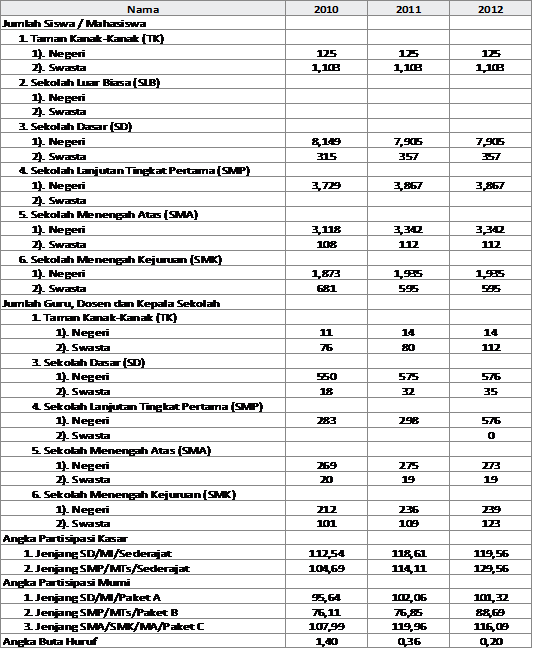 Nama 2010 2011 2012
Jumlah Siswa / Mahasiswa
1. Taman Kanak-Kanak (TK)
1). Negeri 125 125 125
2). Swasta 1,103 1,103 1,103
2. Sekolah Luar Biasa (SLB)
1). Negeri
2). Swasta
3. Sekolah Dasar (SD)
1). Negeri 8,149 7,905 7,905
2). Swasta 315 357 357
4. Sekolah Lanjutan Tingkat Pertama (SMP)
1). Negeri 3,729 3,867 3,867
2). Swasta
5. Sekolah Menengah Atas (SMA)
1). Negeri 3,118 3,342 3,342
2). Swasta 108 112 112
6. Sekolah Menengah Kejuruan (SMK)
1). Negeri 1,873 1,935 1,935
2). Swasta 681 595 595
Jumlah Guru, Dosen dan Kepala Sekolah
1. Taman Kanak-Kanak (TK)
1). Negeri 11 14 14
2). Swasta 76 80 112
3. Sekolah Dasar (SD)
1). Negeri 550 575 576
2). Swasta 18 32 35
4. Sekolah Lanjutan Tingkat Pertama (SMP)
1). Negeri 283 298 576
2). Swasta 0
5. Sekolah Menengah Atas (SMA)
1). Negeri 269 275 273
2). Swasta 20 19 19
6. Sekolah Menengah Kejuruan (SMK)
1). Negeri 212 236 239
2). Swasta 101 109 123
Angka Partisipasi Kasar
1. Jenjang SD/MI/Sederajat 112,54 118,61 119,56
2. Jenjang SMP/MTs/Sederajat 104,69 114,11 129,56
Angka Partisipasi Murni
1. Jenjang SD/MI/Paket A 95,64 102,06 101,32
2. Jenjang SMP/MTs/Paket B 76,11 76,85 88,69
3. Jenjang SMA/SMK/MA/Paket C 107,99 119,96 116,09
Angka Buta Huruf 1,40 0,36 0,20